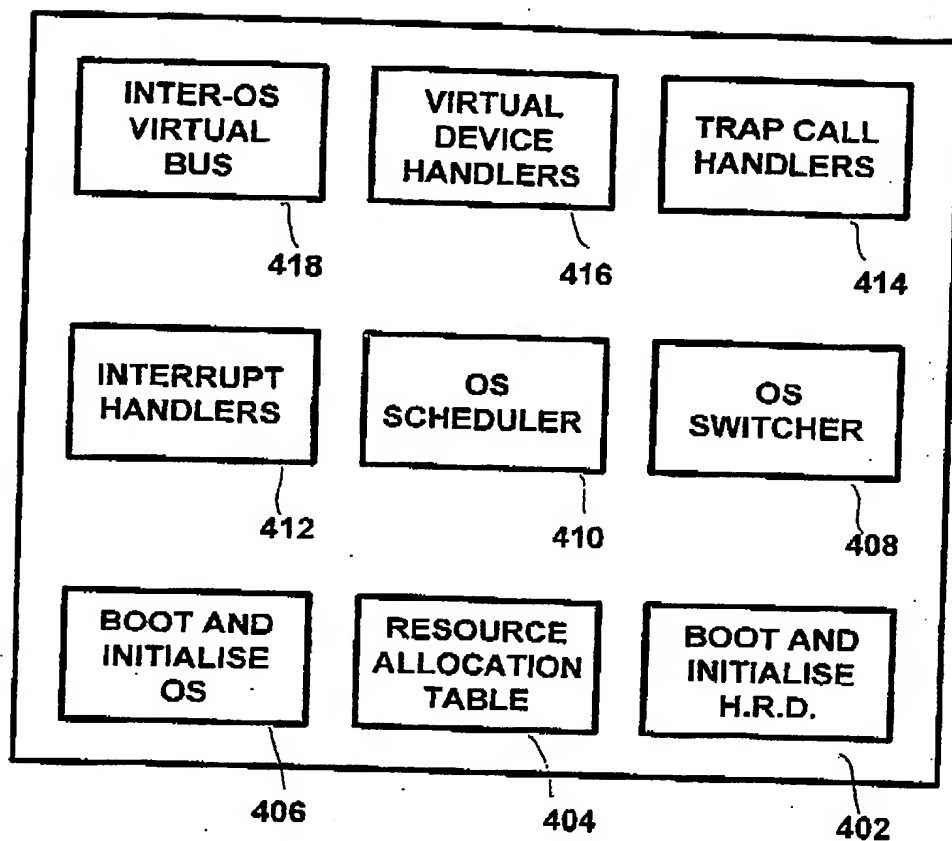 INTER-OS
VIRTUAL
BUS
418
VIRTUAL
DEVICE
HANDLERS
416
TRAP CALL
HANDLERS
414
INTERRUPT
HANDLERS
412
OS
SCHEDULER
410
OS
SWITCHER
408
BOOT AND
INITIALISE
OS
406
RESOURCE
ALLOCATION
TABLE
404
BOOT AND
INITIALISE
H.R.D.
402